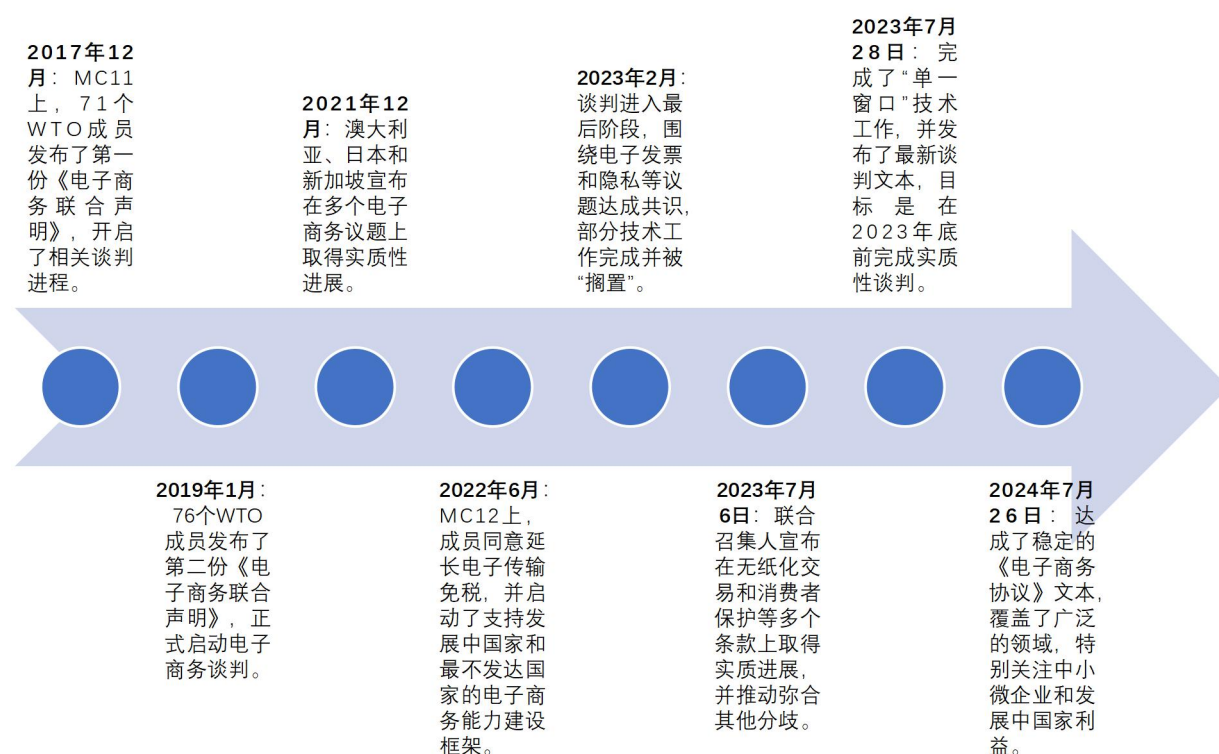 2017年12
月：MC11
上，71个
WTO成员
发布了第一
份《电子商
务联合声
明》，开启
了相关谈判
进程。
2019年1月：
76个WTO
成员发布了
第二份《电
子商务联合
声明》，正
式启动电子
商务谈判。
2021年12
月：澳大利
亚、日本和
新加坡宣布
在多个电子
商务议题上
取得实质性
进展。
2022年6月：
MC12上，
成员同意延
长电子传输
免税，并启
动了支持发
展中国家和
最不发达国
家的电子商
务能力建设
框架。
2023年2月：
谈判进入最
后阶段，围
绕电子发票
和隐私等议
题达成共识，
部分技术工
作完成并被
“搁置”。
2023年7月
6日：联合
召集人宣布
在无纸化交
易和消费者
保护等多个
条款上取得
实质进展，
并推动弥合
其他分歧。
2023年7月
28日：完
成了“单一
窗口”技术
工作，并发
布了最新谈
判文本，目
标是在
2023年底
前完成实质
性谈判。
2024年7月
26日：达
成了稳定的
《电子商务
协议》文本，
覆盖了广泛
的领域，特
别关注中小
微企业和发
展中国家利
益。